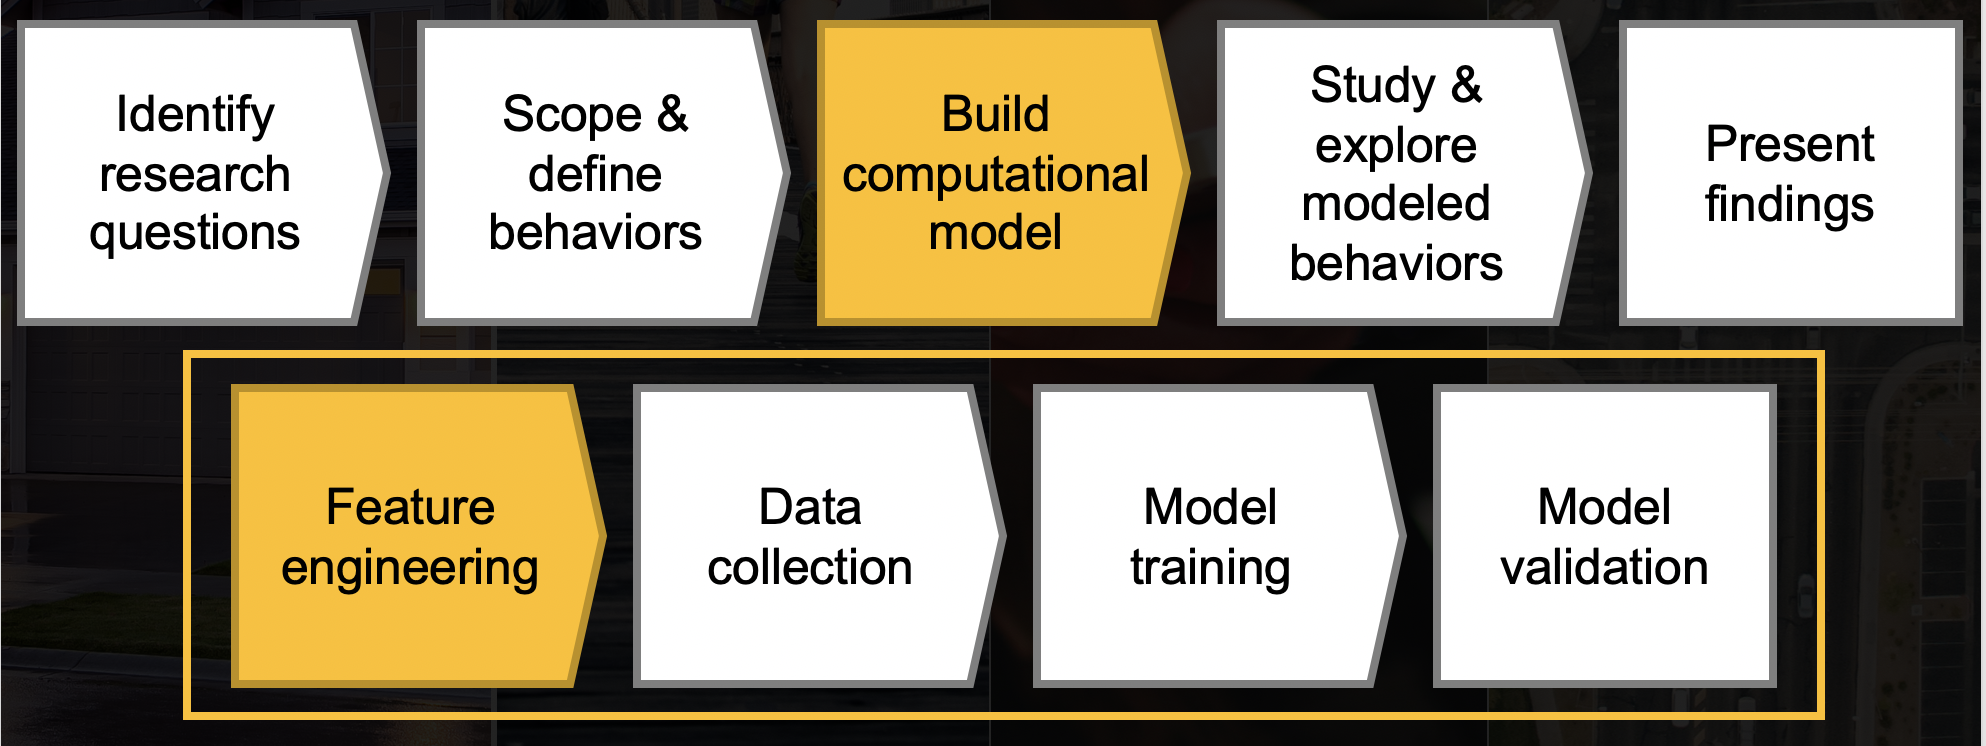 Identify
research
questions
Scope &
define
behaviors
Build
computational
model
Study &
explore
modeled
behaviors
Present
findings
Feature
engineering
Data
collection
Model
training
Model
validation